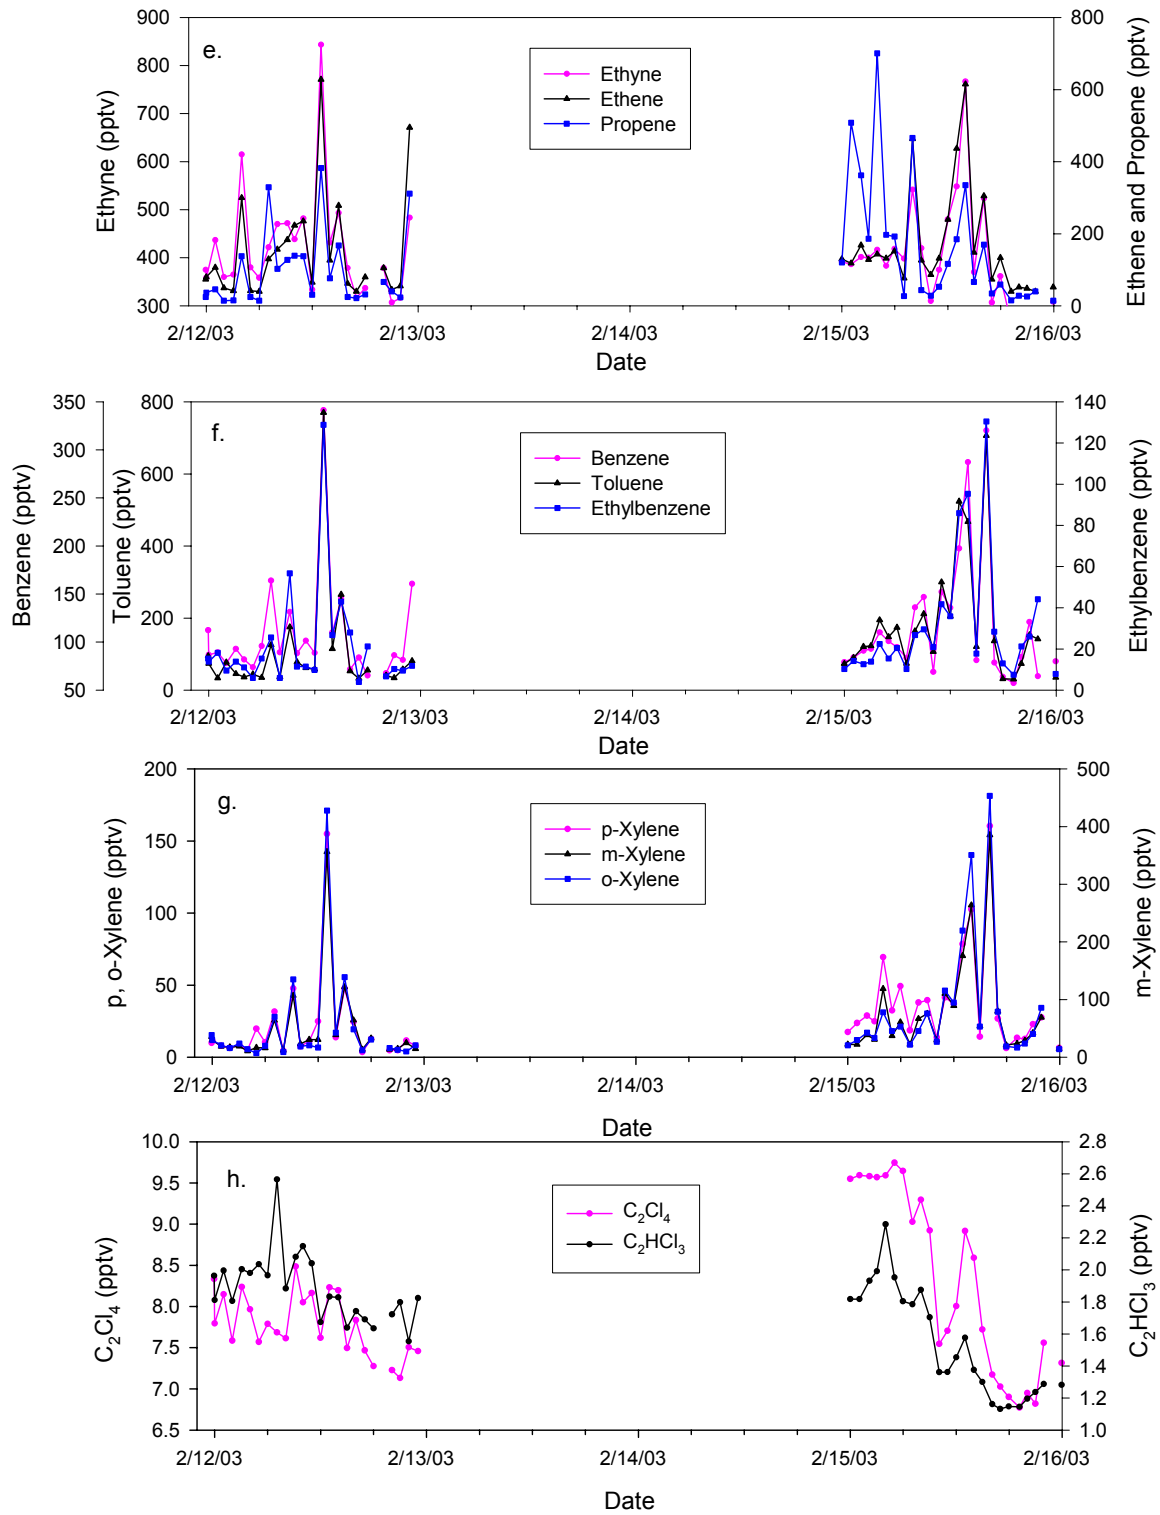 e.
900
800
700
600
500
400
300
Ethyne (pptv)
Ethyne
Ethene
Propene
800
600
400
200
0
Ethene and Propene (pptv)
2/12/03 2/13/03 2/14/03 2/15/03 2/16/03
Date
f.
350
300
250
200
150
100
50
Benzene (pptv)
800
600
400
200
0
Toluene (pptv)
Benzene
Toluene
Ethylbenzene
140
120
100
80
60
40
20
0
Ethylbenzene (pptv)
2/12/03 2/13/03 2/14/03 2/15/03 2/16/03
Date
g.
200
150
100
50
0
p, o-Xylene (pptv)
p-Xylene
m-Xylene
o-Xylene
500
400
300
200
100
0
m-Xylene (pptv)
2/12/03 2/13/03 2/14/03 2/15/03 2/16/03
Date
h.
10.0
9.5
9.0
8.5
8.0
7.5
7.0
6.5
C₂Cl₄ (pptv)
C₂Cl₄
C₂HCl₃
2.8
2.6
2.4
2.2
2.0
1.8
1.6
1.4
1.2
1.0
C₂HCl₃ (pptv)
2/12/03 2/13/03 2/14/03 2/15/03 2/16/03
Date